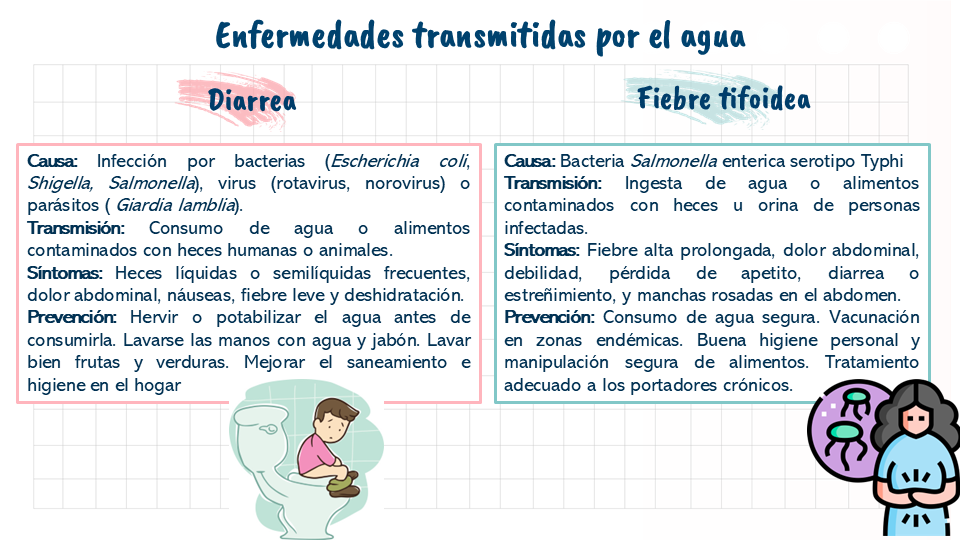 Enfermedades transmitidas por el agua
Diarrea
Causa: Infección por bacterias (Escherichia coli,
Shigella, Salmonella), virus (rotavirus, norovirus) o
parásitos ( Giardia lamblia).
Transmisión: Consumo de agua o alimentos
contaminados con heces humanas o animales.
Síntomas: Heces líquidas o semilíquidas frecuentes,
dolor abdominal, náuseas, fiebre leve y deshidratación.
Prevención: Hervir o potabilizar el agua antes de
consumirla. Lavarse las manos con agua y jabón. Lavar
bien frutas y verduras. Mejorar el saneamiento e
higiene en el hogar
Fiebre tifoidea
Causa: Bacteria Salmonella enterica serotipo Typhi
Transmisión: Ingesta de agua o alimentos
contaminados con heces u orina de personas
infectadas.
Síntomas: Fiebre alta prolongada, dolor abdominal,
debilidad, pérdida de apetito, diarrea o
estreñimiento, y manchas rosadas en el abdomen.
Prevención: Consumo de agua segura. Vacunación
en zonas endémicas. Buena higiene personal y
manipulación segura de alimentos. Tratamiento
adecuado a los portadores crónicos.